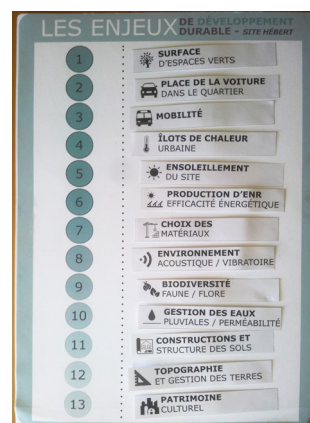 LES ENJEUX DE DÉVELOPPEMENT
DURABLE - SITE HÉBERT
1 SURFACE
D'ESPACES VERTS
2 PLACE DE LA VOITURE
DANS LE QUARTIER
3 MOBILITÉ
4 ÎLOTS DE CHALEUR
URBAINE
5 ENSOLEILLEMENT
DU SITE
6 PRODUCTION D'ENR
EFFICACITÉ ÉNERGÉTIQUE
7 CHOIX DES
MATÉRIAUX
8 ENVIRONNEMENT
ACOUSTIQUE / VIBRATOIRE
9 BIODIVERSITÉ
FAUNE / FLORE
10 GESTION DES EAUX
PLUVIALES / PERMÉABILITÉ
11 CONSTRUCTIONS ET
STRUCTURE DES SOLS
12 TOPOGRAPHIE
ET GESTION DES TERRES
13 PATRIMOINE
CULTUREL